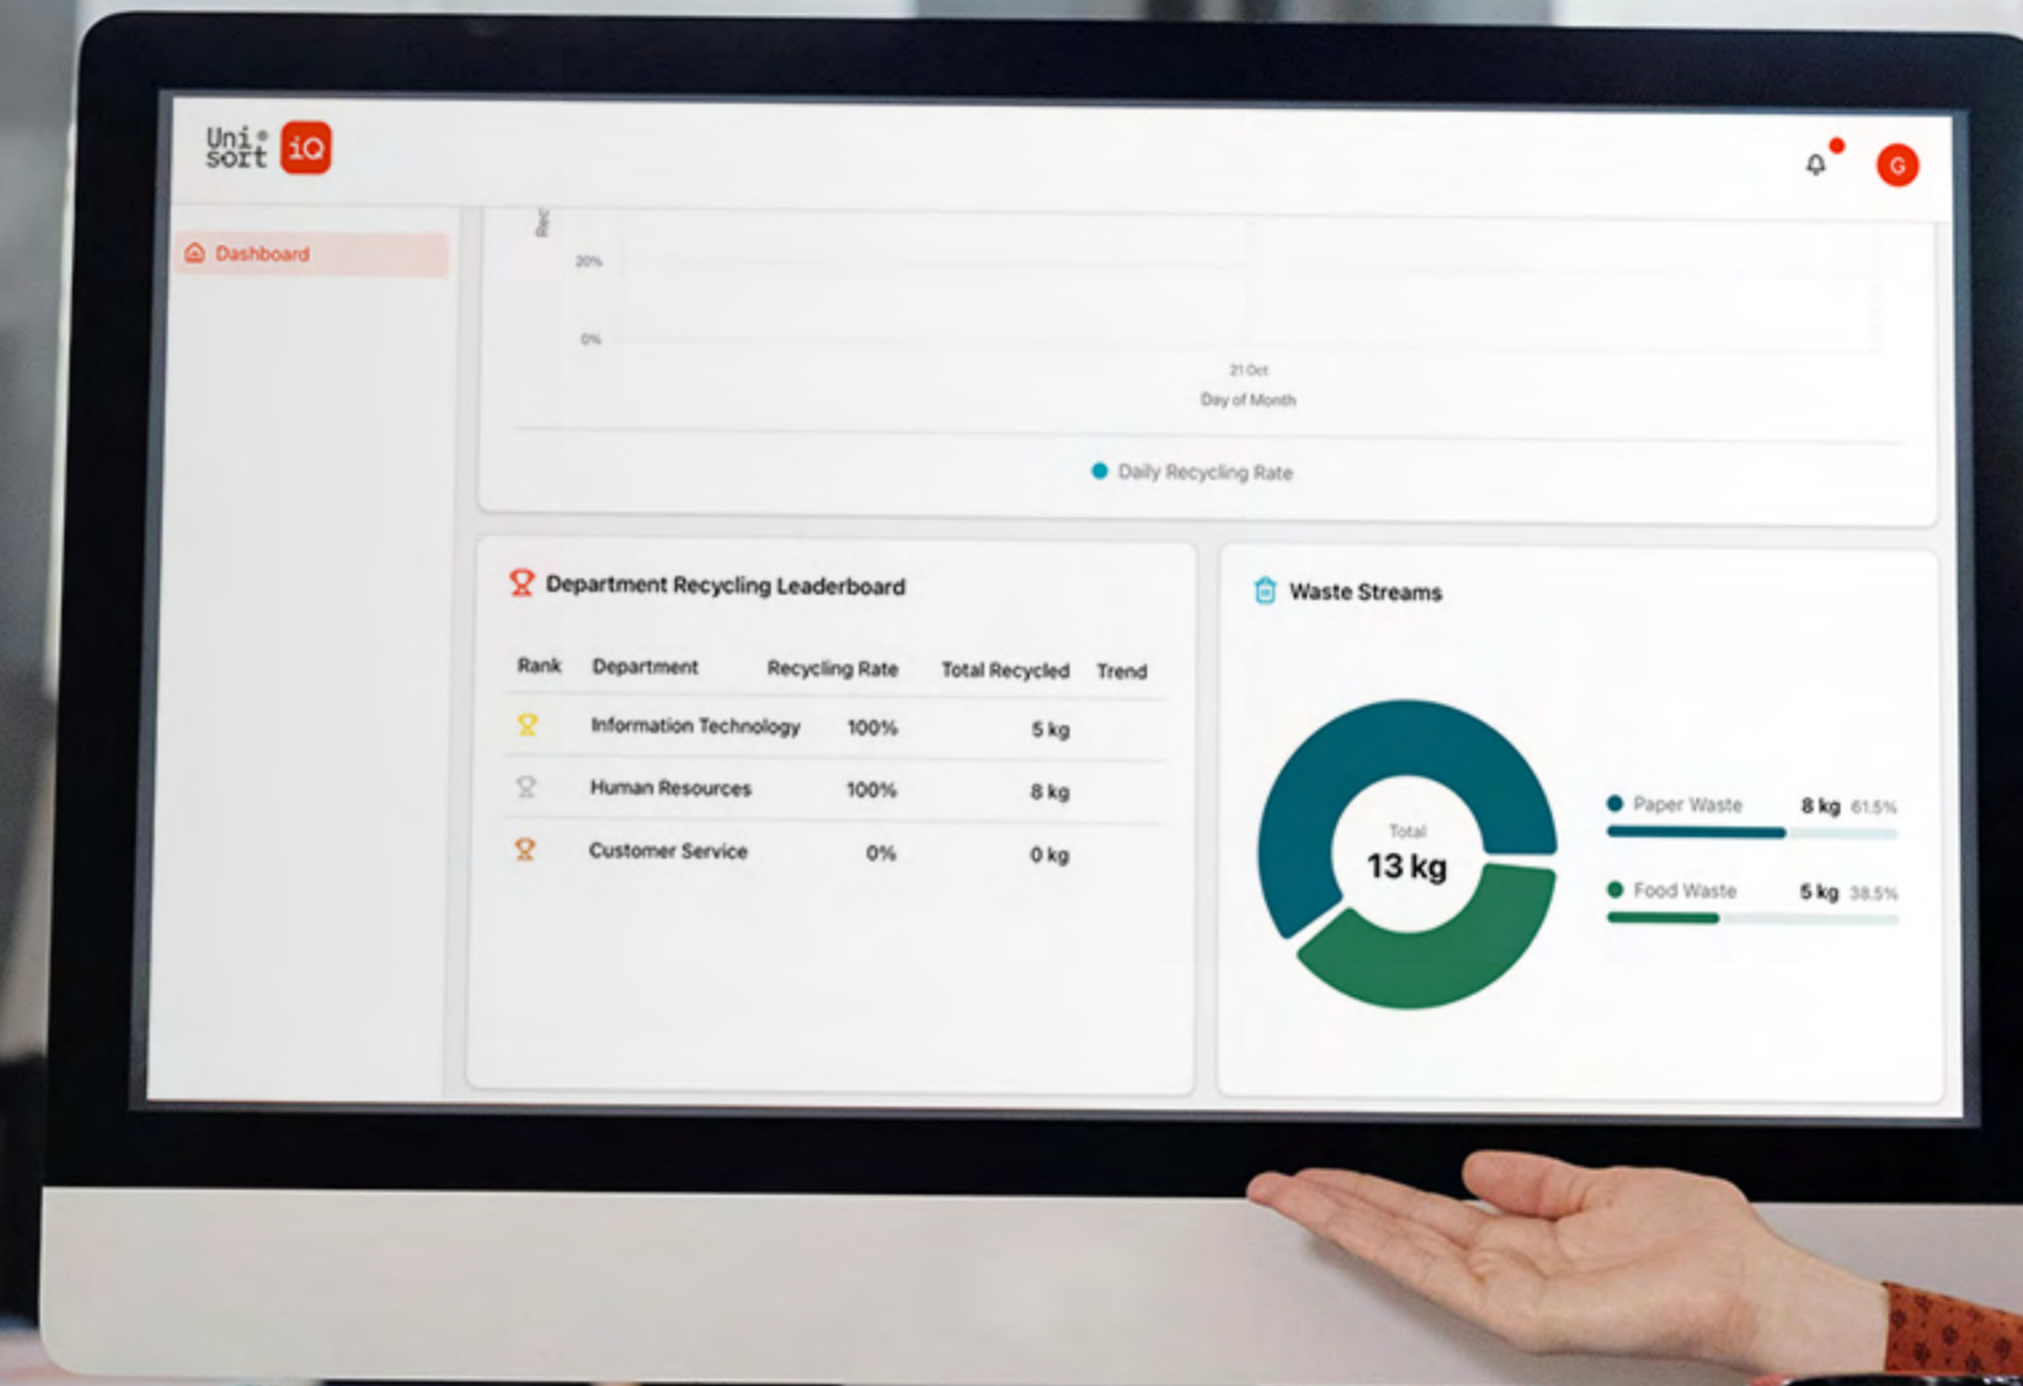 Uni®
sort iQ
G
Dashboard
Rec
20%
0%
21 Oct
Day of Month
Daily Recycling Rate
Department Recycling Leaderboard
Rank Department Recycling Rate Total Recycled Trend
Information Technology 100% 5 kg
Human Resources 100% 8 kg
Customer Service 0% 0 kg
Waste Streams
Total
13 kg
Paper Waste 8 kg 61.5%
Food Waste 5 kg 38.5%